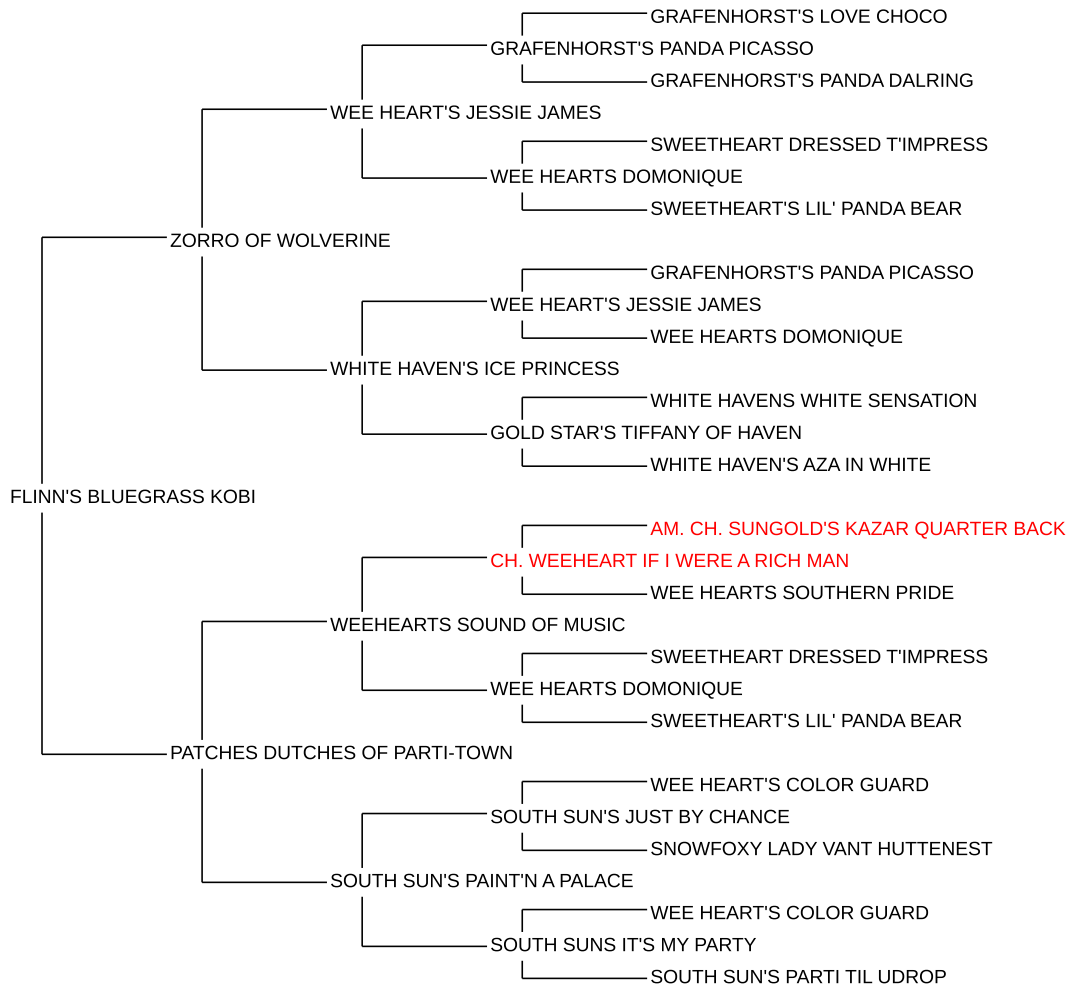 GRAFENHORST'S LOVE CHOCO
GRAFENHORST'S PANDA PICASSO
GRAFENHORST'S PANDA DALRING
WEE HEART'S JESSIE JAMES
SWEETHEART DRESSED T'IMPRESS
WEE HEARTS DOMONIQUE
SWEETHEART'S LIL' PANDA BEAR
ZORRO OF WOLVERINE
GRAFENHORST'S PANDA PICASSO
WEE HEART'S JESSIE JAMES
WEE HEARTS DOMONIQUE
WHITE HAVEN'S ICE PRINCESS
WHITE HAVENS WHITE SENSATION
GOLD STAR'S TIFFANY OF HAVEN
WHITE HAVEN'S AZA IN WHITE
FLINN'S BLUEGRASS KOBI
AM. CH. SUNGOLD'S KAZAR QUARTER BACK
CH. WEEHEART IF I WERE A RICH MAN
WEE HEARTS SOUTHERN PRIDE
WEEHEARTS SOUND OF MUSIC
SWEETHEART DRESSED T'IMPRESS
WEE HEARTS DOMONIQUE
SWEETHEART'S LIL' PANDA BEAR
PATCHES DUTCHES OF PARTI-TOWN
WEE HEART'S COLOR GUARD
SOUTH SUN'S JUST BY CHANCE
SNOWFOXY LADY VANT HUTTENEST
SOUTH SUN'S PAINT'N A PALACE
WEE HEART'S COLOR GUARD
SOUTH SUNS IT'S MY PARTY
SOUTH SUN'S PARTI TIL UDROP